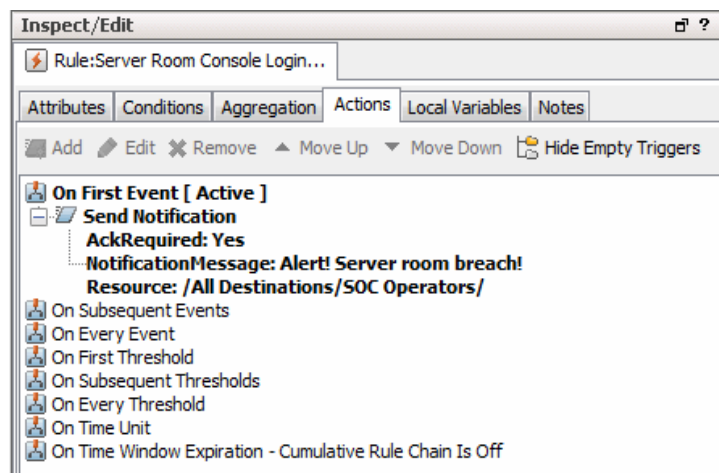 Inspect/Edit ?
Rule:Server Room Console Login...
Attributes Conditions Aggregation Actions Local Variables Notes
Add Edit Remove Move Up Move Down Hide Empty Triggers
On First Event [ Active ]
Send Notification
AckRequired: Yes
NotificationMessage: Alert! Server room breach!
Resource: /All Destinations/SOC Operators/
On Subsequent Events
On Every Event
On First Threshold
On Subsequent Thresholds
On Every Threshold
On Time Unit
On Time Window Expiration - Cumulative Rule Chain Is Off